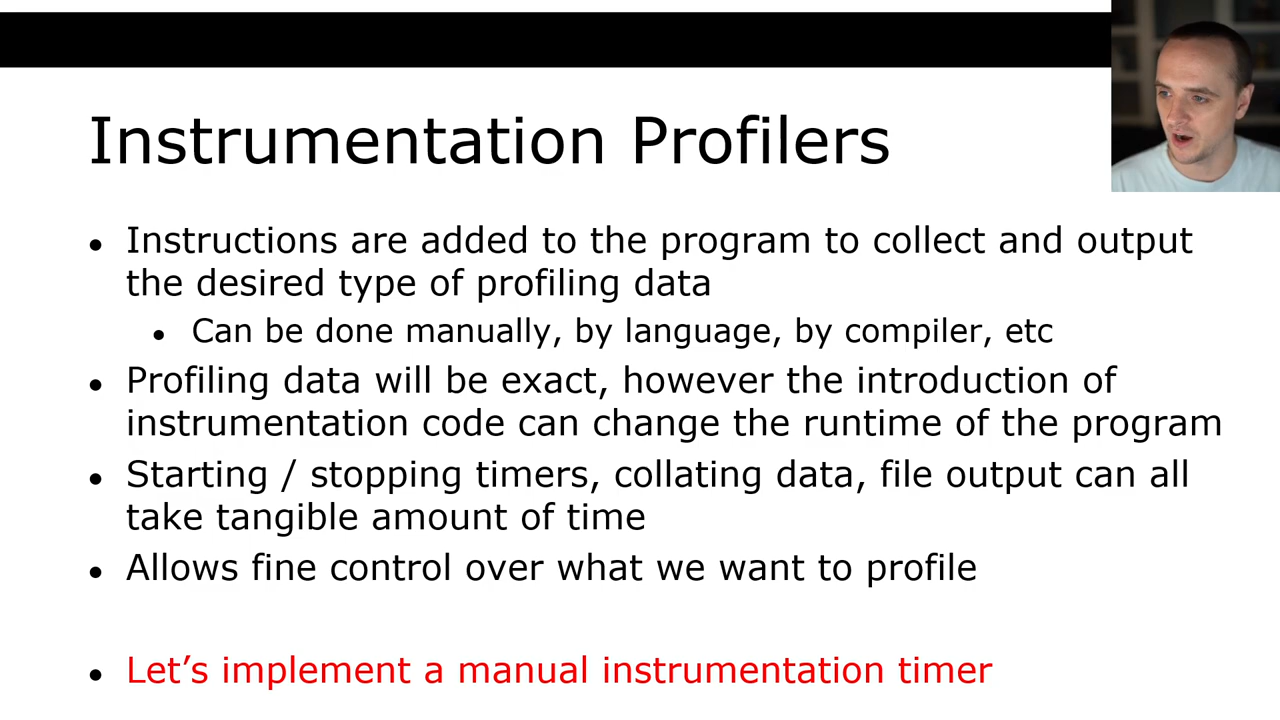 Instrumentation Profilers
• Instructions are added to the program to collect and output
the desired type of profiling data
• Can be done manually, by language, by compiler, etc
• Profiling data will be exact, however the introduction of
instrumentation code can change the runtime of the program
• Starting / stopping timers, collating data, file output can all
take tangible amount of time
• Allows fine control over what we want to profile
• Let’s implement a manual instrumentation timer